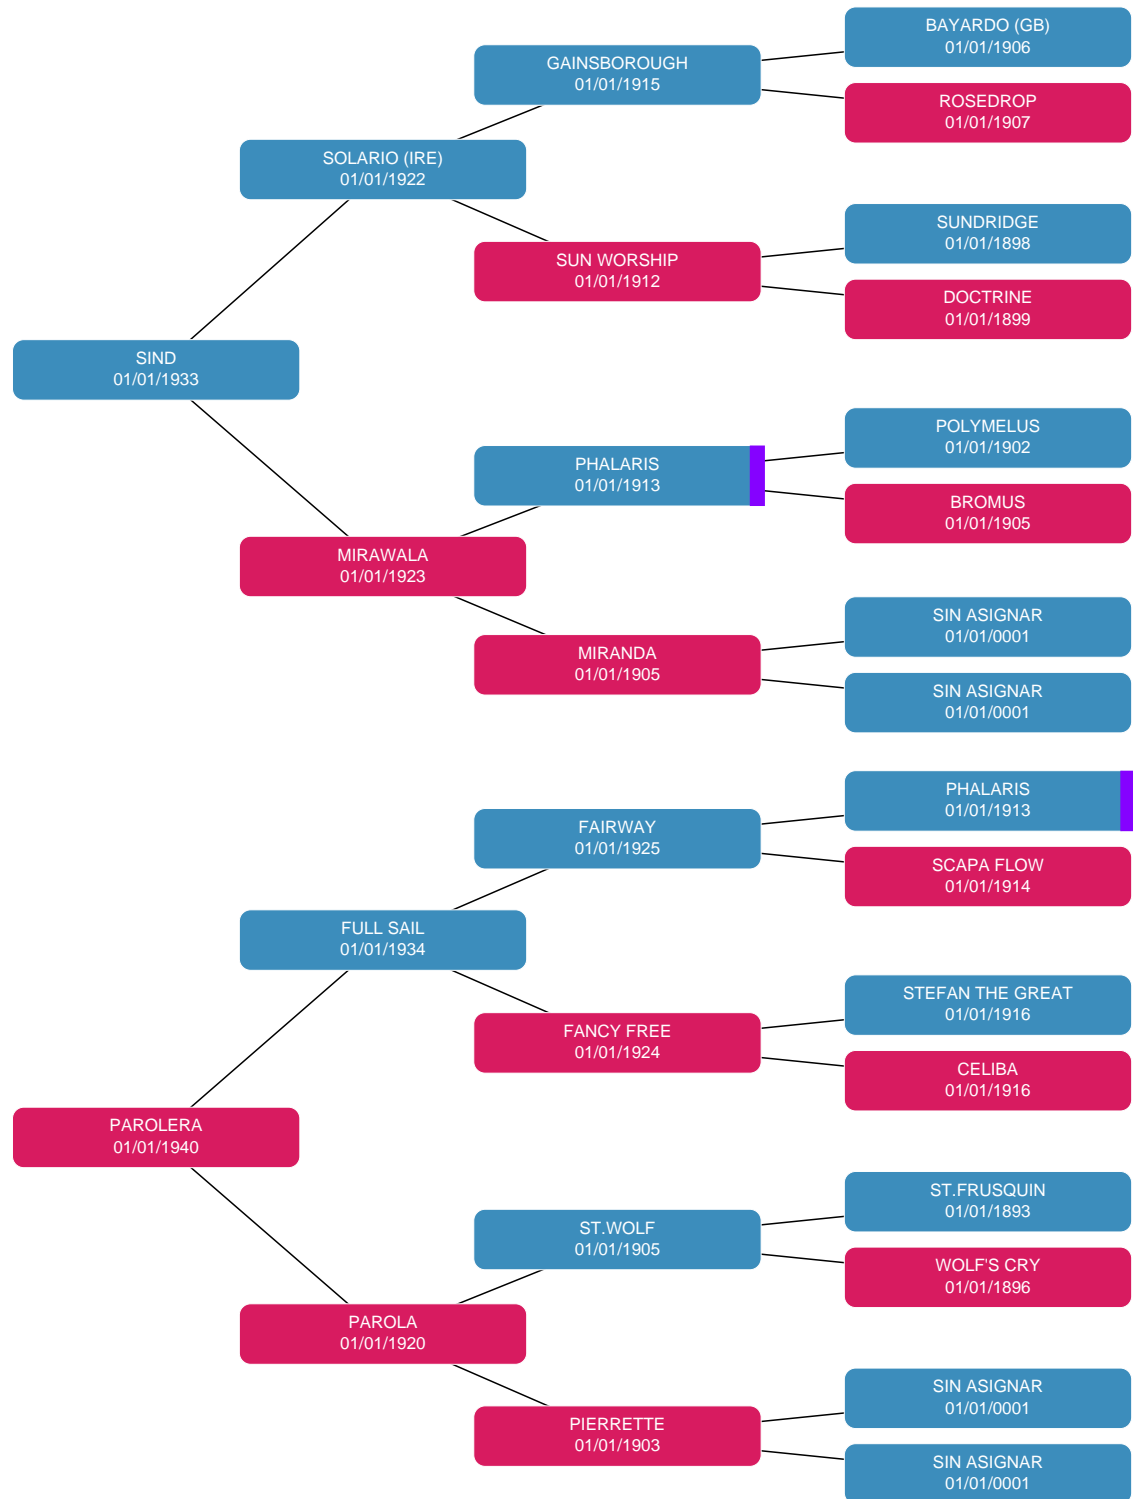 BAYARDO (GB)
01/01/1906
GAINSBOROUGH
01/01/1915
ROSEDROP
01/01/1907
SOLARIO (IRE)
01/01/1922
SUNDRIDGE
01/01/1898
SUN WORSHIP
01/01/1912
DOCTRINE
01/01/1899
SIND
01/01/1933
POLYMELUS
01/01/1902
PHALARIS
01/01/1913
BROMUS
01/01/1905
MIRAWALA
01/01/1923
SIN ASIGNAR
01/01/0001
MIRANDA
01/01/1905
SIN ASIGNAR
01/01/0001
PHALARIS
01/01/1913
FAIRWAY
01/01/1925
SCAPA FLOW
01/01/1914
FULL SAIL
01/01/1934
STEFAN THE GREAT
01/01/1916
FANCY FREE
01/01/1924
CELIBA
01/01/1916
PAROLERA
01/01/1940
ST.FRUSQUIN
01/01/1893
ST.WOLF
01/01/1905
WOLF'S CRY
01/01/1896
PAROLA
01/01/1920
SIN ASIGNAR
01/01/0001
PIERRETTE
01/01/1903
SIN ASIGNAR
01/01/0001